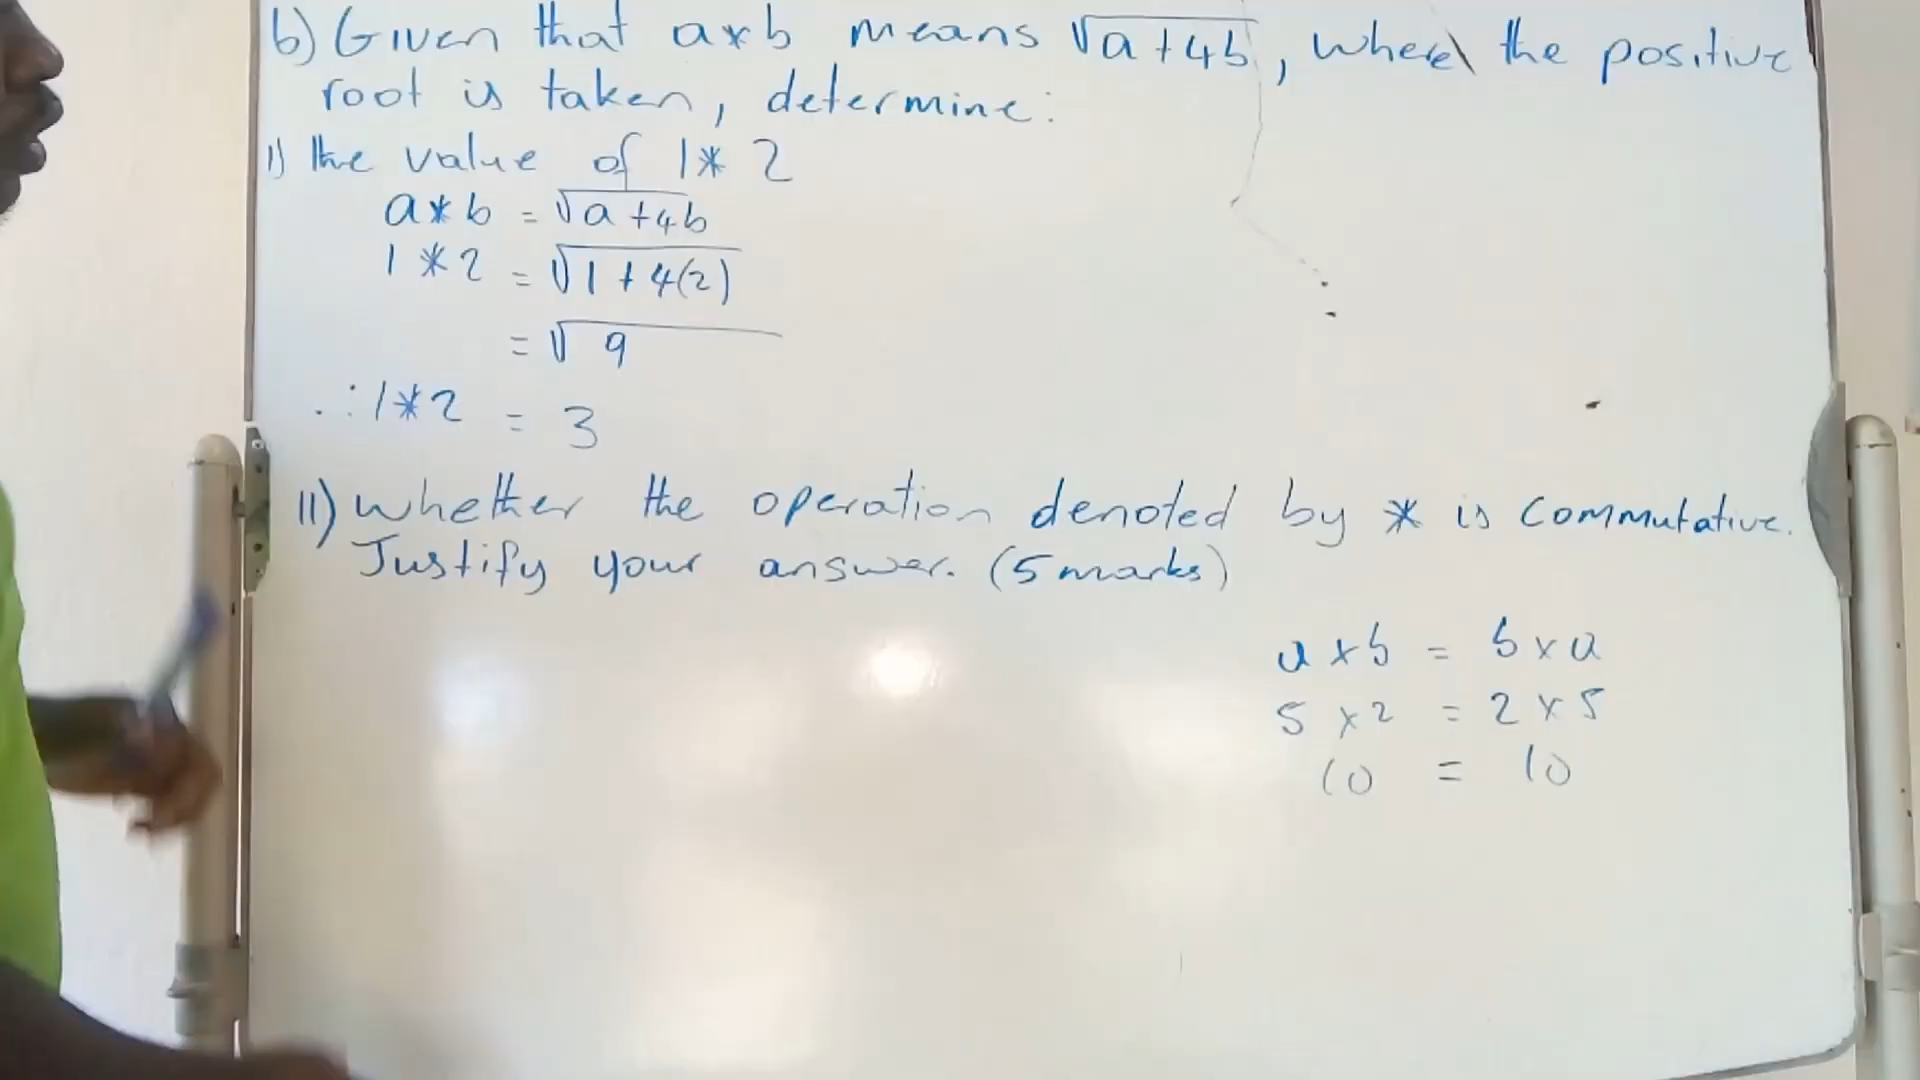 b) Given that a*b means √a+4b, where the positive
root is taken, determine:
i) the value of 1* 2
a*b = √a+4b
1*2 = √1+4(2)
= √9
∴ 1*2 = 3
II) whether the operation denoted by * is commutative.
Justify your answer. (5 marks)
a x b = b x a
5 x 2 = 2 x 5
10 = 10